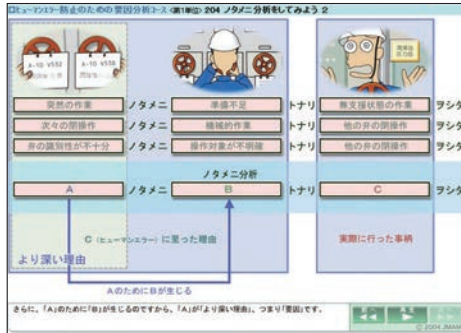 ヒューマンエラー防止のための要因分析コース <第1単位> 204 ノタメニ分析をしてみよう 2
A-10 V552
A-10 V553
突然の作業 ノタメニ 準備不足 トナリ 無支援状態の作業 ヲシタ
次々の閉操作 ノタメニ 機械的作業 トナリ 他の弁の閉操作 ヲシタ
弁の識別性が不十分 ノタメニ 操作対象が不明確 トナリ 他の弁の閉操作 ヲシタ
ノタメニ分析
A ノタメニ B トナリ C ヲシタ
C(ヒューマンエラー)に至った理由
実際に行った事柄
より深い理由
AのためにBが生じる
さらに、「A」のために「B」が生じるのですから、「A」が「より深い理由」、つまり「要因」です。